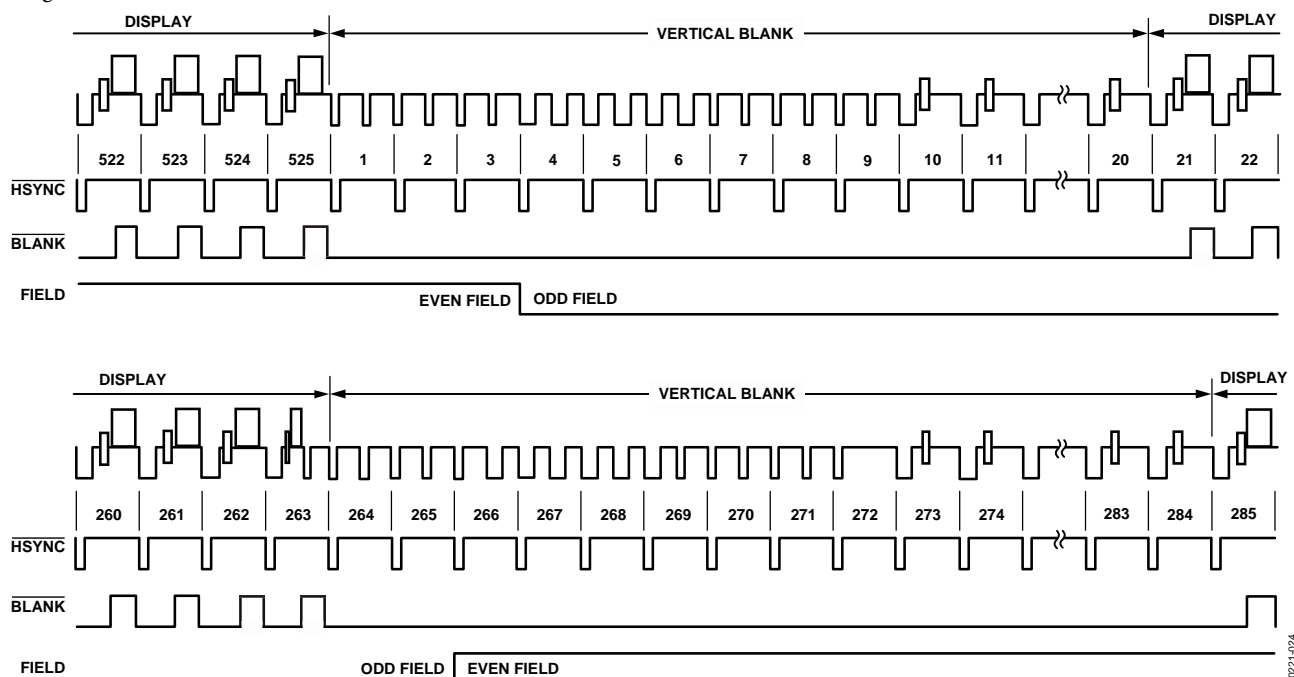 DISPLAY VERTICAL BLANK DISPLAY
522 523 524 525 1 2 3 4 5 6 7 8 9 10 11 20 21 22
HSYNC
BLANK
FIELD EVEN FIELD ODD FIELD
DISPLAY VERTICAL BLANK DISPLAY
260 261 262 263 264 265 266 267 268 269 270 271 272 273 274 283 284 285
HSYNC
BLANK
FIELD ODD FIELD EVEN FIELD